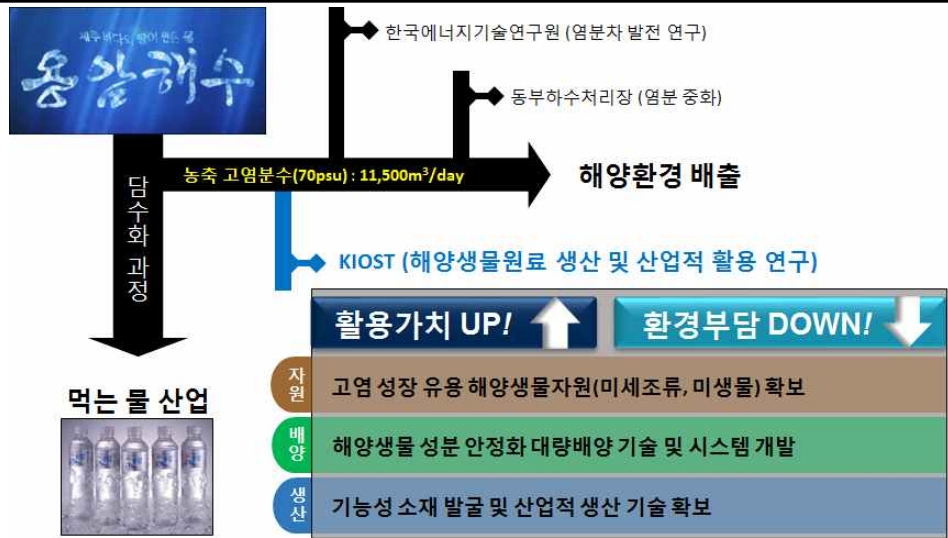 제주 바다, 생명이 만든 물
용암해수
한국에너지기술연구원 (염분차 발전 연구)
동부하수처리장 (염분 중화)
농축 고염분수(70psu) : 11,500m³/day
해양환경 배출
담수화 과정
KIOST (해양생물원료 생산 및 산업적 활용 연구)
활용가치 UP!
환경부담 DOWN!
먹는 물 산업
자원
고염 성장 유용 해양생물자원(미세조류, 미생물) 확보
배양
해양생물 성분 안정화 대량배양 기술 및 시스템 개발
생산
기능성 소재 발굴 및 산업적 생산 기술 확보